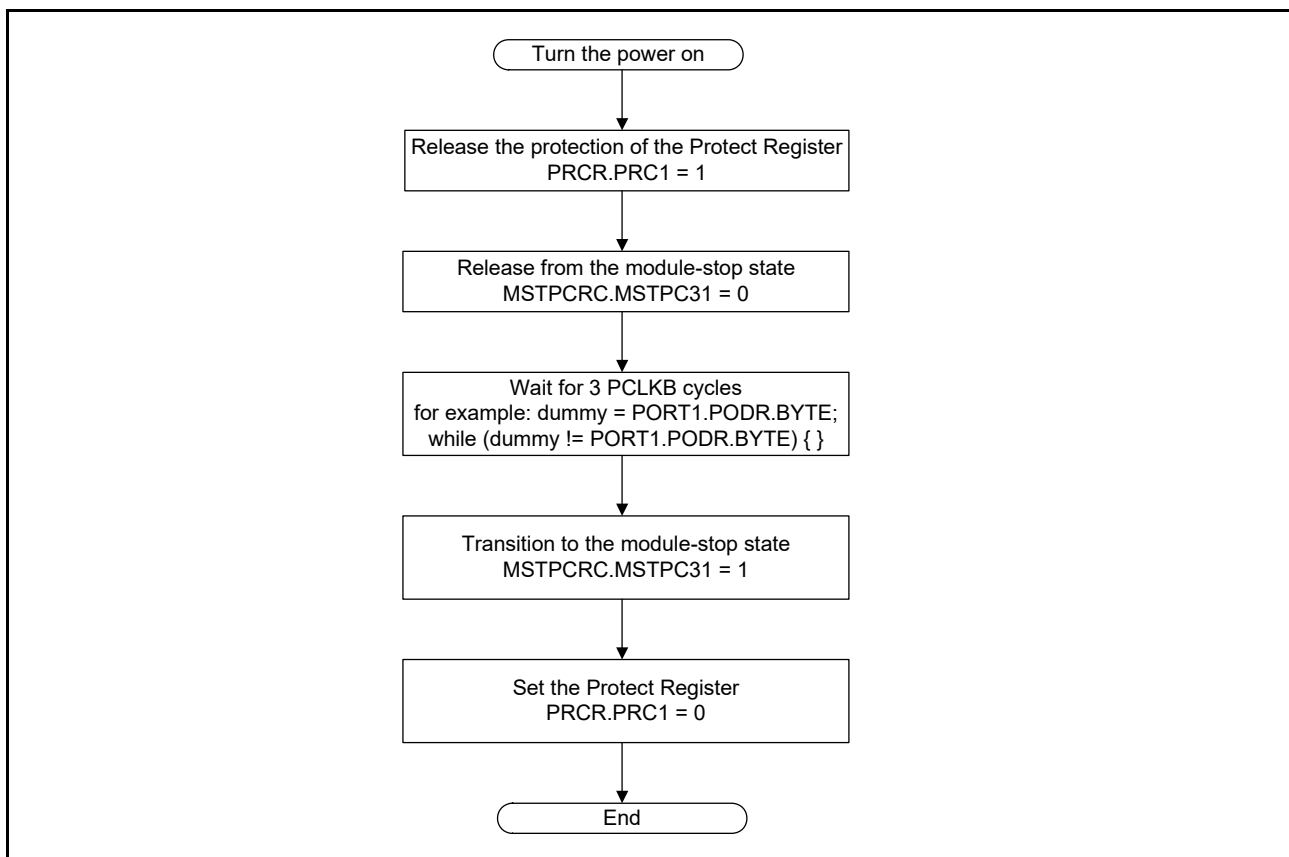 Turn the power on
Release the protection of the Protect Register
PRCR.PRC1 = 1
Release from the module-stop state
MSTPCRC.MSTPC31 = 0
Wait for 3 PCLKB cycles
for example: dummy = PORT1.PODR.BYTE;
while (dummy != PORT1.PODR.BYTE) { }
Transition to the module-stop state
MSTPCRC.MSTPC31 = 1
Set the Protect Register
PRCR.PRC1 = 0
End